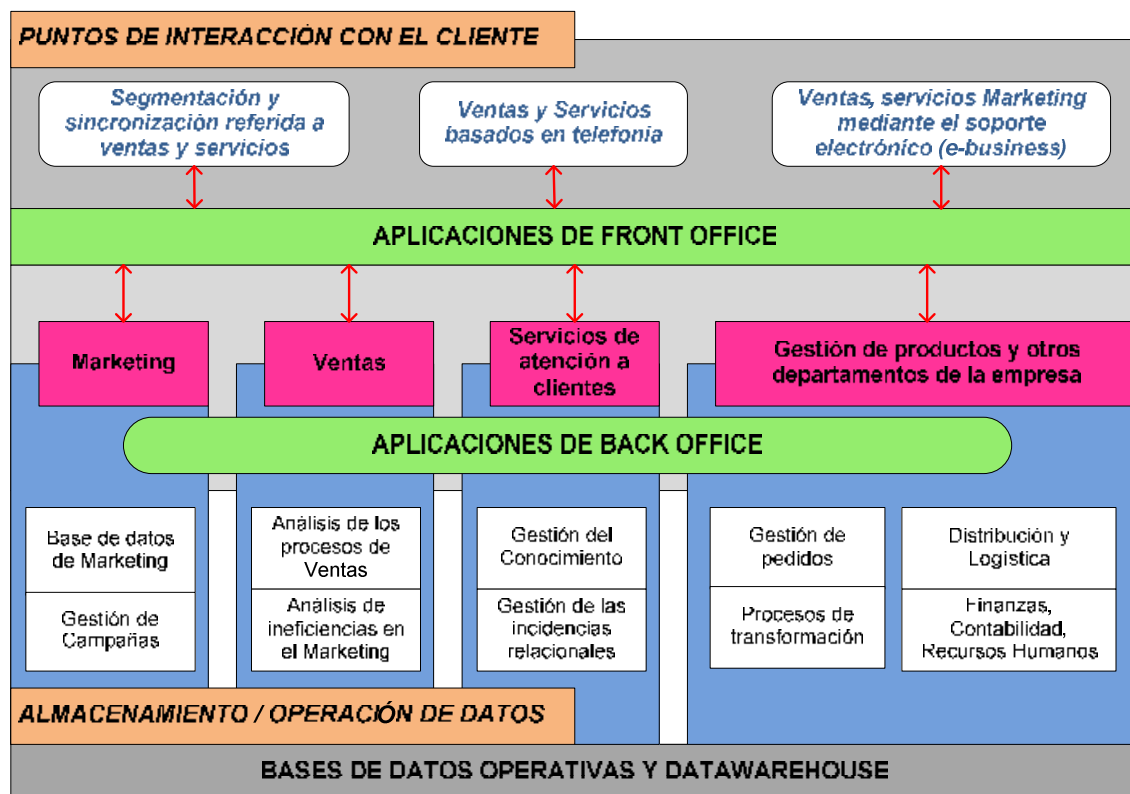 PUNTOS DE INTERACCIÓN CON EL CLIENTE
Segmentación y
sincronización referida a
ventas y servicios
Ventas y Servicios
basados en telefonía
Ventas, servicios Marketing
mediante el soporte
electrónico (e-business)
APLICACIONES DE FRONT OFFICE
Marketing
Ventas
Servicios de
atención a
clientes
Gestión de productos y otros
departamentos de la empresa
APLICACIONES DE BACK OFFICE
Base de datos
de Marketing
Gestión de
Campañas
Análisis de los
procesos de
Ventas
Análisis de
ineficiencias en
el Marketing
Gestión del
Conocimiento
Gestión de las
incidencias
relacionales
Gestión de
pedidos
Procesos de
transformación
Distribución y
Logística
Finanzas,
Contabilidad,
Recursos Humanos
ALMACENAMIENTO / OPERACIÓN DE DATOS
BASES DE DATOS OPERATIVAS Y DATAWAREHOUSE